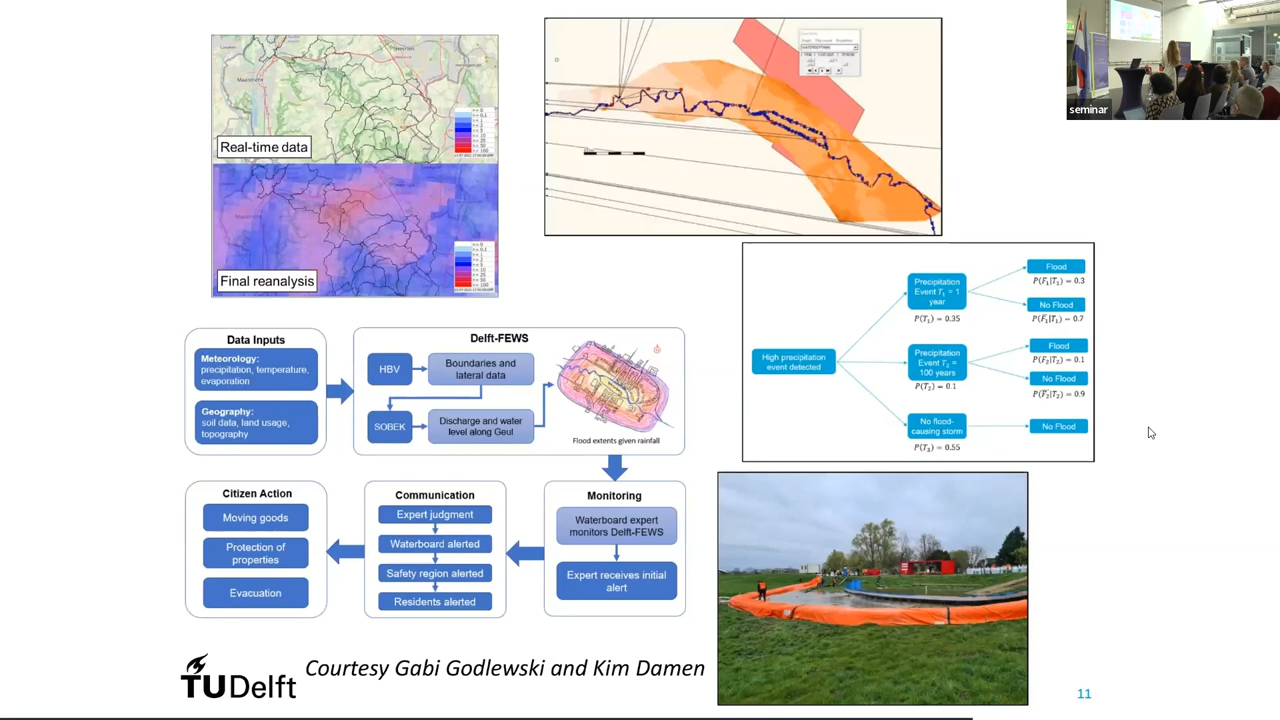 Real-time data
Final reanalysis
seminar
Data Inputs
Meteorology:
precipitation, temperature,
evaporation
Geography:
soil data, land usage,
topography
Delft-FEWS
HBV
Boundaries and
lateral data
SOBEK
Discharge and water
level along Geul
Flood extents given rainfall
Citizen Action
Moving goods
Protection of
properties
Evacuation
Communication
Expert judgment
Waterboard alerted
Safety region alerted
Residents alerted
Monitoring
Waterboard expert
monitors Delft-FEWS
Expert receives initial
alert
High precipitation
event detected
Precipitation
Event T₁ = 1
year
P(T₁) = 0.35
Flood
P(F₁|T₁) = 0.3
No Flood
P(F̅₁|T₁) = 0.7
Precipitation
Event T₂ =
100 years
P(T₂) = 0.1
Flood
P(F₂|T₂) = 0.1
No Flood
P(F̅₂|T₂) = 0.9
No flood-
causing storm
P(T₃) = 0.55
No Flood
TUDelft
Courtesy Gabi Godlewski and Kim Damen
11